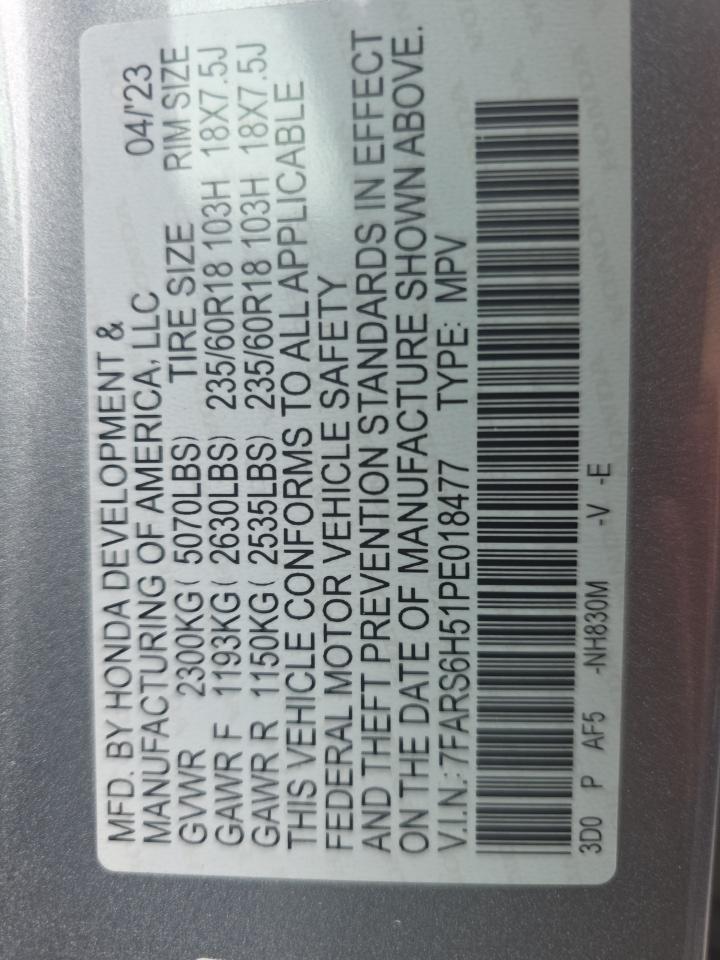 MFD. BY HONDA DEVELOPMENT & 04/'23
MANUFACTURING OF AMERICA, LLC
TIRE SIZE RIM SIZE
GVWR 2300KG ( 5070LBS)
GAWR F 1193KG ( 2630LBS) 235/60R18 103H 18X7.5J
GAWR R 1150KG ( 2535LBS) 235/60R18 103H 18X7.5J
THIS VEHICLE CONFORMS TO ALL APPLICABLE
FEDERAL MOTOR VEHICLE SAFETY
AND THEFT PREVENTION STANDARDS IN EFFECT
ON THE DATE OF MANUFACTURE SHOWN ABOVE.
V.I.N.: 7FARS6H51PE018477 TYPE: MPV
3D0 P AF5 -NH830M -V -E